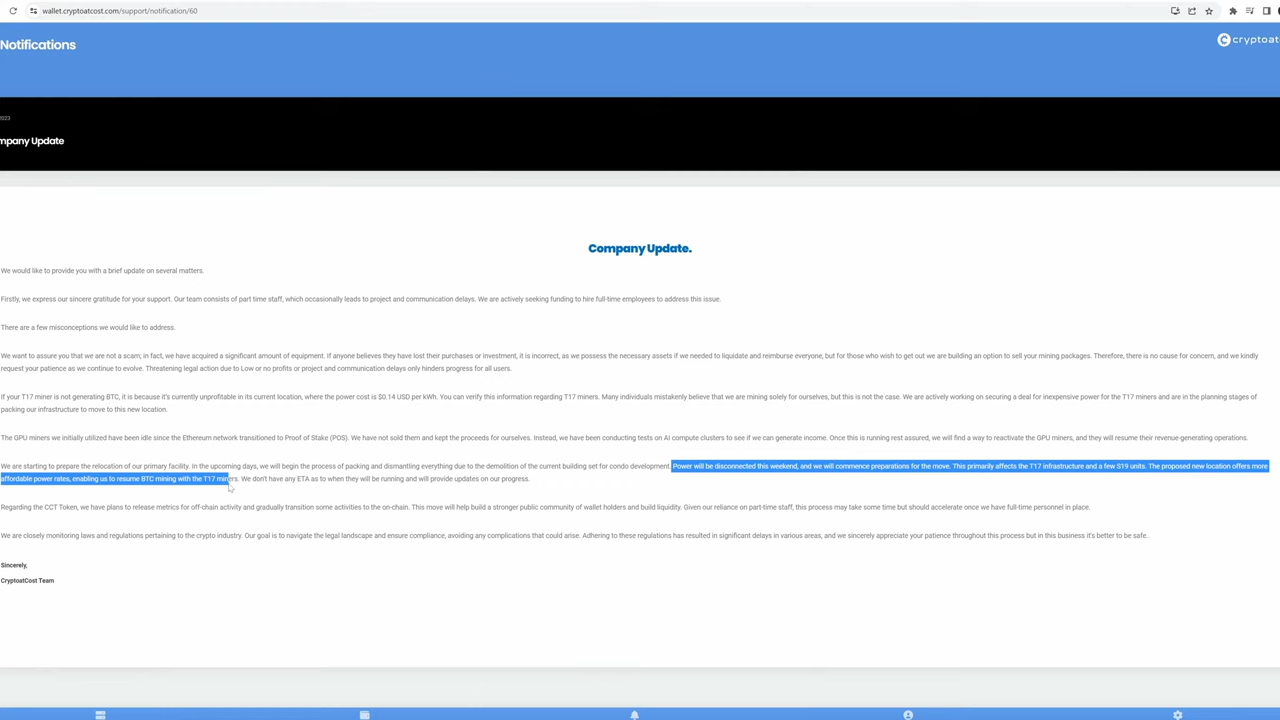 wallet.cryptoatcost.com/support/notification/60
Notifications
cryptoat
2023
mpany Update
Company Update.
We would like to provide you with a brief update on several matters.
Firstly, we express our sincere gratitude for your support. Our team consists of part time staff, which occasionally leads to project and communication delays. We are actively seeking funding to hire full-time employees to address this issue.
There are a few misconceptions we would like to address.
We want to assure you that we are not a scam; in fact, we have acquired a significant amount of equipment. If anyone believes they have lost their purchases or investment, it is incorrect, as we possess the necessary assets if we needed to liquidate and reimburse everyone, but for those who wish to get out we are building an option to sell your mining packages. Therefore, there is no cause for concern, and we kindly
request your patience as we continue to evolve. Threatening legal action due to Low or no profits or project and communication delays only hinders progress for all users.
If your T17 miner is not generating BTC, it is because it's currently unprofitable in its current location, where the power cost is $0.14 USD per kWh. You can verify this information regarding T17 miners. Many individuals mistakenly believe that we are mining solely for ourselves, but this is not the case. We are actively working on securing a deal for inexpensive power for the T17 miners and are in the planning stages of
packing our infrastructure to move to this new location.
The GPU miners we initially utilized have been idle since the Ethereum network transitioned to Proof of Stake (POS). We have not sold them and kept the proceeds for ourselves. Instead, we have been conducting tests on Ai compute clusters to see if we can generate income. Once this is running rest assured, we will find a way to reactivate the GPU miners, and they will resume their revenue-generating operations.
We are starting to prepare the relocation of our primary facility. In the upcoming days, we will begin the process of packing and dismantling everything due to the demolition of the current building set for condo development. Power will be disconnected this weekend, and we will commence preparations for the move. This primarily affects the T17 infrastructure and a few S19 units. The proposed new location offers more
affordable power rates, enabling us to resume BTC mining with the T17 miners. We don't have any ETA as to when they will be running and will provide updates on our progress.
Regarding the CCT Token, we have plans to release metrics for off-chain activity and gradually transition some activities to the on-chain. This move will help build a stronger public community of wallet holders and build liquidity. Given our reliance on part-time staff, this process may take some time but should accelerate once we have full-time personnel in place.
We are closely monitoring laws and regulations pertaining to the crypto industry. Our goal is to navigate the legal landscape and ensure compliance, avoiding any complications that could arise. Adhering to these regulations has resulted in significant delays in various areas, and we sincerely appreciate your patience throughout this process but in this business it's better to be safe..
Sincerely,
CryptoatCost Team